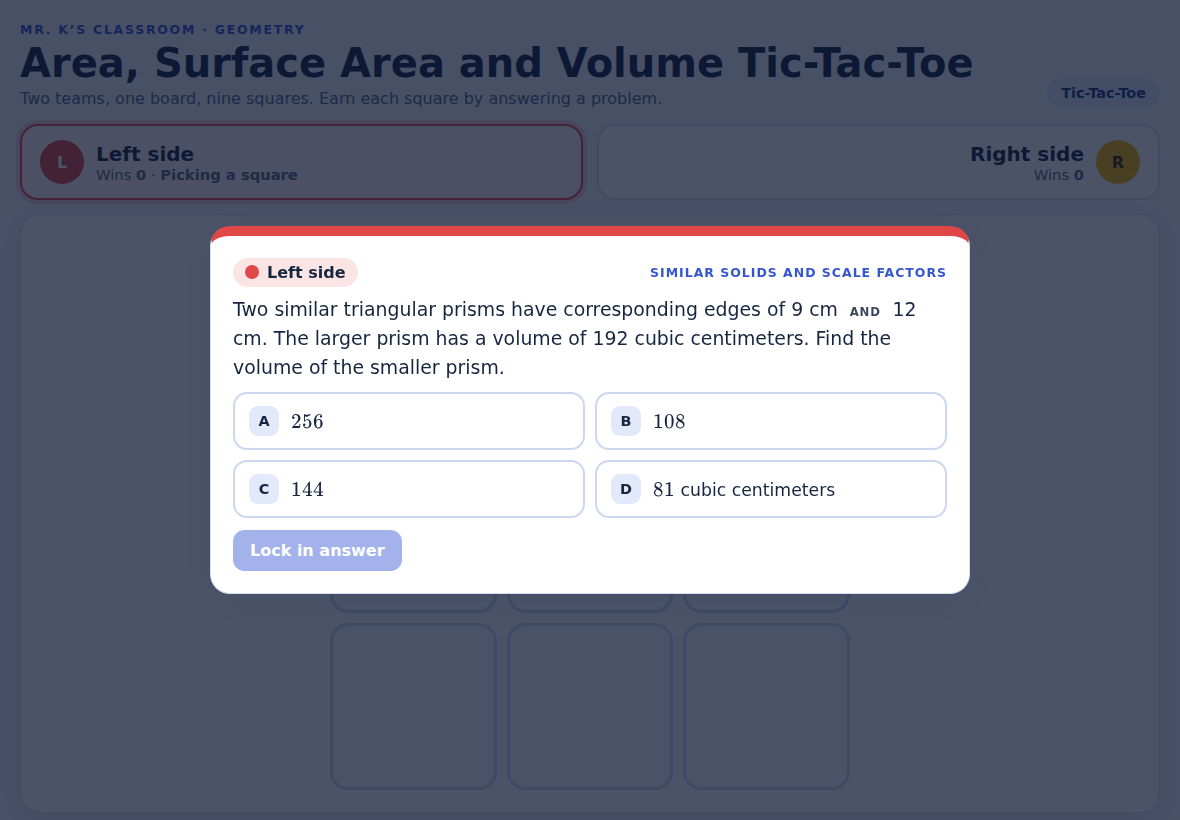 MR. K’S CLASSROOM · GEOMETRY
Area, Surface Area and Volume Tic-Tac-Toe
Two teams, one board, nine squares. Earn each square by answering a problem.
Tic-Tac-Toe
L
Left side
Wins 0 · Picking a square
Right side
Wins 0
R
Left side
SIMILAR SOLIDS AND SCALE FACTORS
Two similar triangular prisms have corresponding edges of 9 cm AND 12
cm. The larger prism has a volume of 192 cubic centimeters. Find the
volume of the smaller prism.
A 256
B 108
C 144
D 81 cubic centimeters
Lock in answer